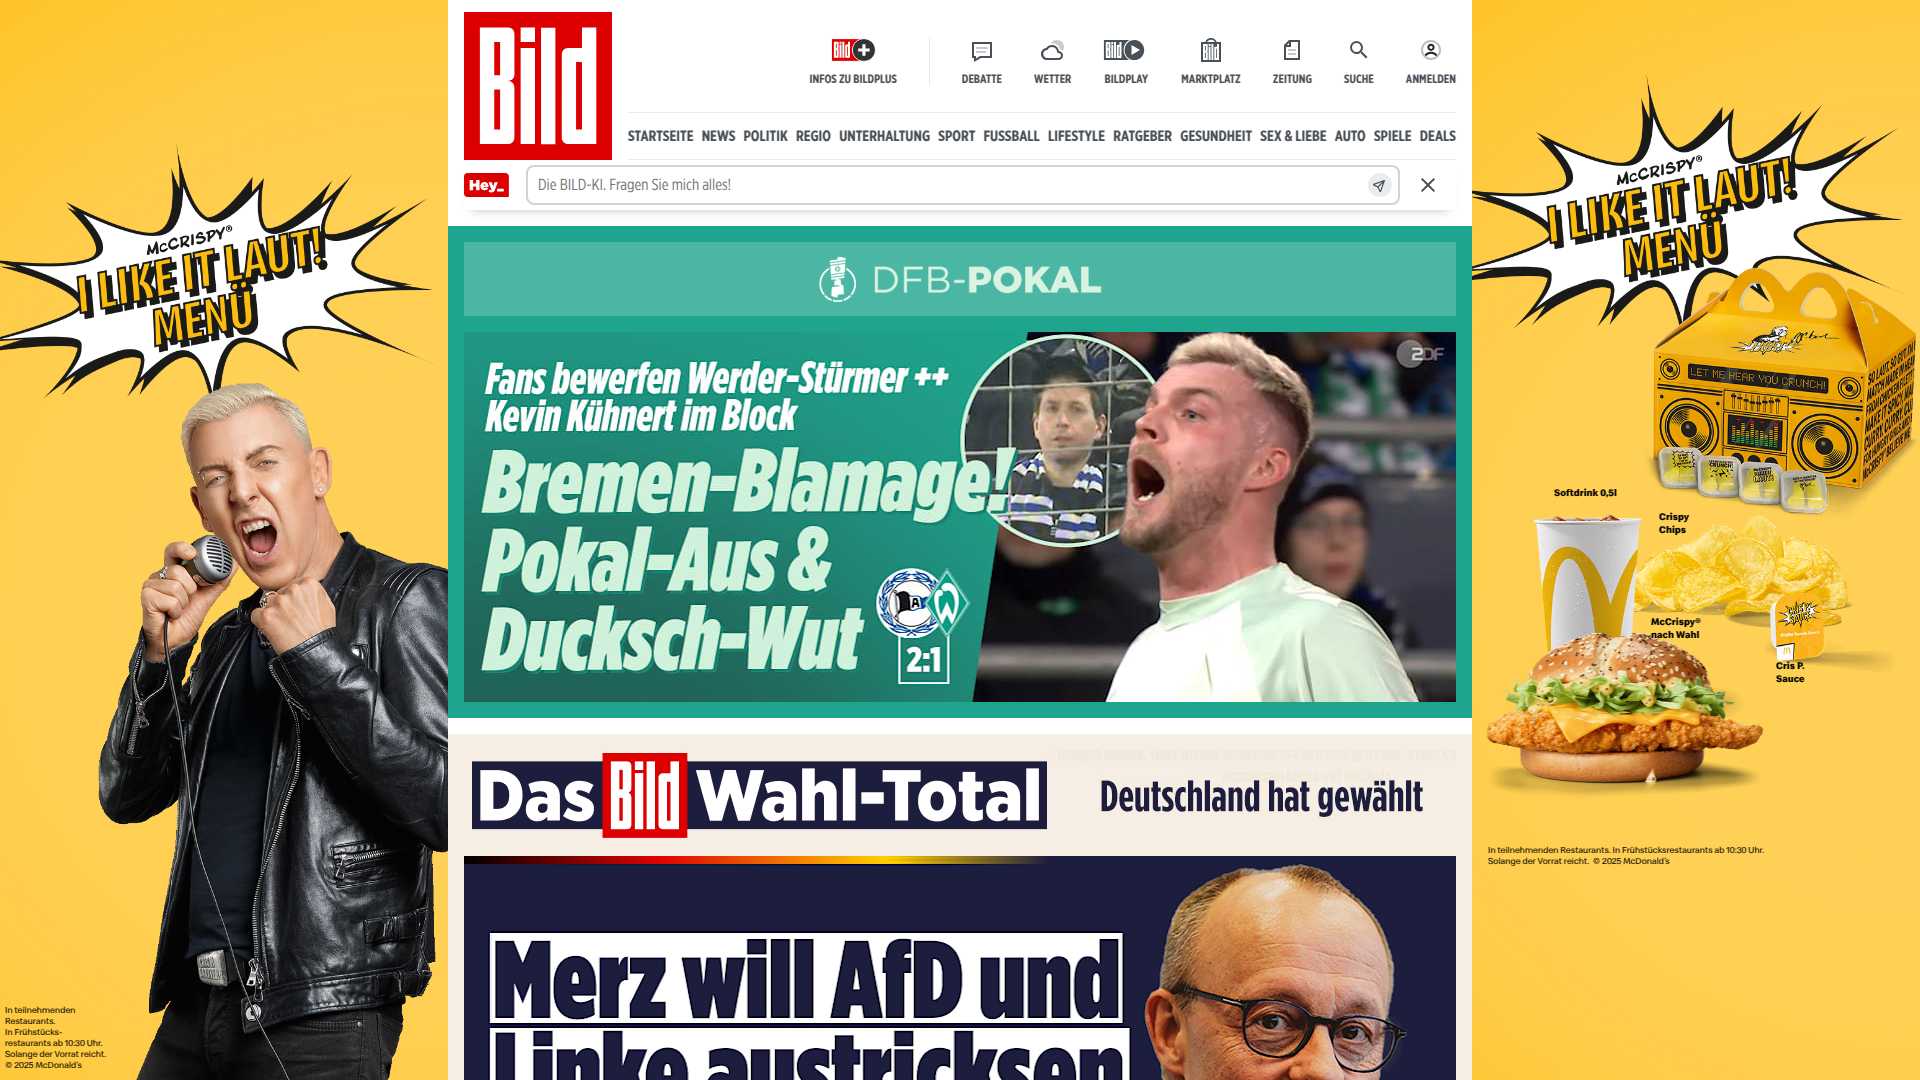 Bild
Bild+
INFOS ZU BILDPLUS
DEBATTE
WETTER
Bild
BILDPLAY
Bild
MARKTPLATZ
ZEITUNG
SUCHE
ANMELDEN
STARTSEITE NEWS POLITIK REGIO UNTERHALTUNG SPORT FUSSBALL LIFESTYLE RATGEBER GESUNDHEIT SEX & LIEBE AUTO SPIELE DEALS
Hey_
Die BILD-KI. Fragen Sie mich alles!
DFB-POKAL
Fans bewerfen Werder-Stürmer ++
Kevin Kühnert im Block
Bremen-Blamage!
Pokal-Aus &
Ducksch-Wut
A
W
2:1
ZDF
Das Bild Wahl-Total
Deutschland hat gewählt
Merz will AfD und
Linke austricksen
McCRISPY®
I LIKE IT LAUT!
MENÜ
In teilnehmenden
Restaurants.
In Frühstücks-
restaurants ab 10:30 Uhr.
Solange der Vorrat reicht.
© 2025 McDonald's
McCRISPY®
I LIKE IT LAUT!
MENÜ
LET ME HEAR YOU CRUNCH!
Softdrink 0,5l
Crispy
Chips
McCrispy®
nach Wahl
Cris P.
Sauce
In teilnehmenden Restaurants. In Frühstücksrestaurants ab 10:30 Uhr.
Solange der Vorrat reicht. © 2025 McDonald's